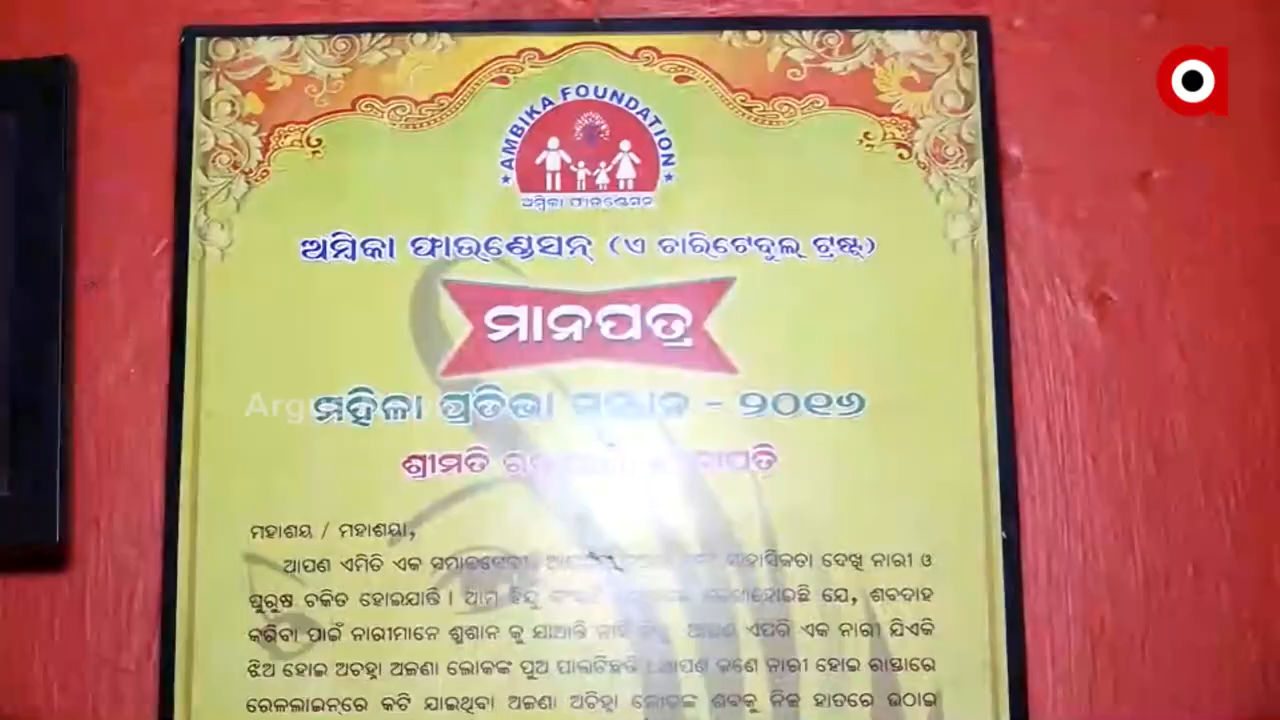 AMBIKA FOUNDATION
ଅମ୍ବିକା ଫାଉଣ୍ଡେସନ
ଅମ୍ବିକା ଫାଉଣ୍ଡେସନ୍ (ଏ ଚାରିଟେବୁଲ୍ ଟ୍ରଷ୍ଟ)
ମାନପତ୍ର
ମହିଳା ପ୍ରତିଭା ସମ୍ମାନ - ୨୦୧୬
ଶ୍ରୀମତି
ମହାଶୟ / ମହାଶୟା,
ଆପଣ ଏମିତି ଏକ ସମାଜସେବୀ ସାହାସିକତା ଦେଖି ନାରୀ ଓ
ପୁରୁଷ ଚକିତ ହୋଇଯାନ୍ତି । ଆମ ହିନ୍ଦୁ ଯେ, ଶବଦାହ
କରିବା ପାଇଁ ନାରୀମାନେ ଶ୍ମଶାନ କୁ ଯାଆନ୍ତି ଏପରି ଏକ ନାରୀ ଯିଏକି
ଝିଅ ହୋଇ ଅଚହ୍ନା ଅଜଣା ଲୋକଙ୍କ ପୁଅ ପାଲଟିଛନ୍ତି । ଆପଣ ଜଣେ ନାରୀ ହୋଇ ରାସ୍ତାରେ
ରେଳଲାଇନ୍‌ରେ କଟି ଯାଇଥିବା ଅଜଣା ଅଚିହ୍ନା ଲୋକଙ୍କ ଶବକୁ ନିଜ ହାତରେ ଉଠାଇ